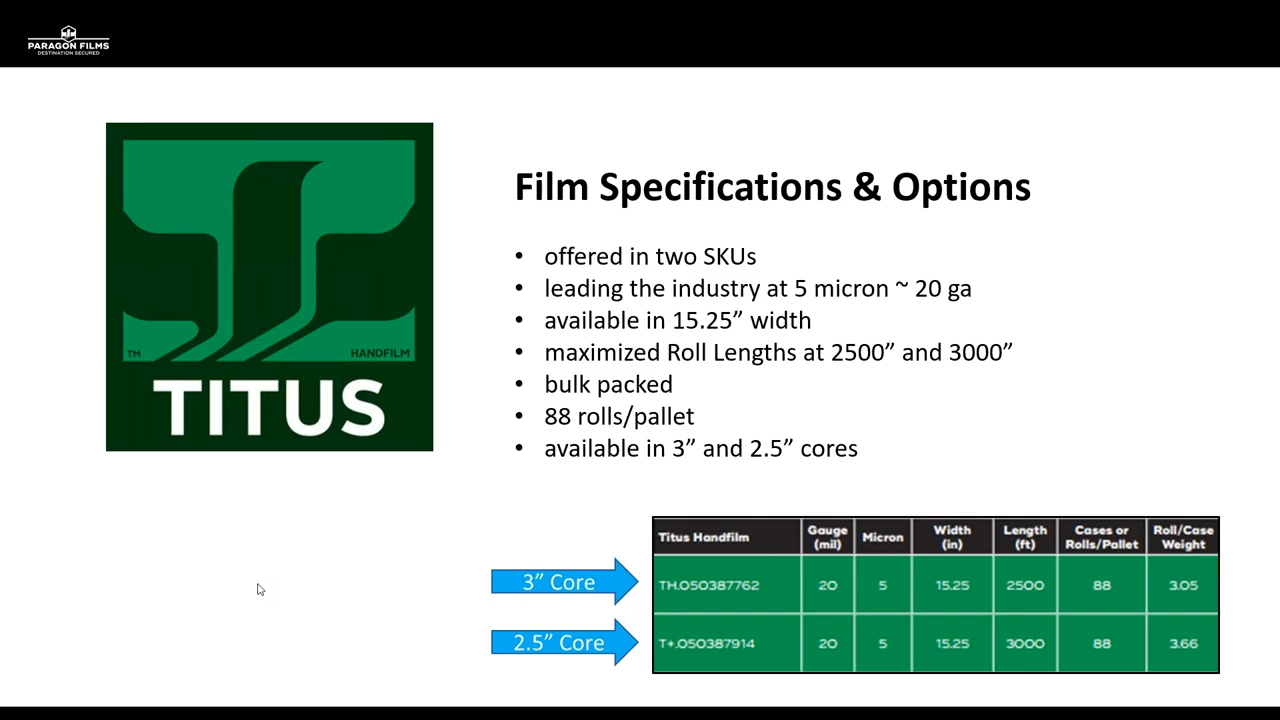 PARAGON FILMS
DESTINATION SECURED
Film Specifications & Options
• offered in two SKUs
• leading the industry at 5 micron ~ 20 ga
• available in 15.25” width
• maximized Roll Lengths at 2500” and 3000”
• bulk packed
• 88 rolls/pallet
• available in 3” and 2.5” cores
TM HANDFILM
TITUS
Titus Handfilm Gauge (mil) Micron Width (in) Length (ft) Cases or Rolls/Pallet Roll/Case Weight
3” Core TH.050387762 20 5 15.25 2500 88 3.05
2.5” Core T+.050387914 20 5 15.25 3000 88 3.66